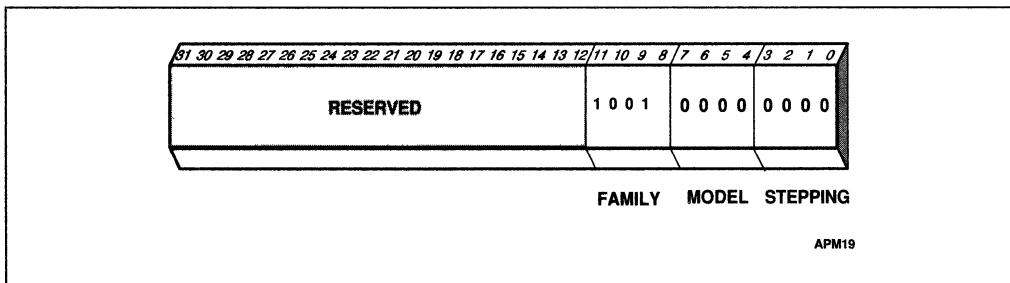 31 30 29 28 27 26 25 24 23 22 21 20 19 18 17 16 15 14 13 12 11 10 9 8 7 6 5 4 3 2 1 0
RESERVED 1 0 0 1 0 0 0 0 0 0 0 0
FAMILY MODEL STEPPING
APM19